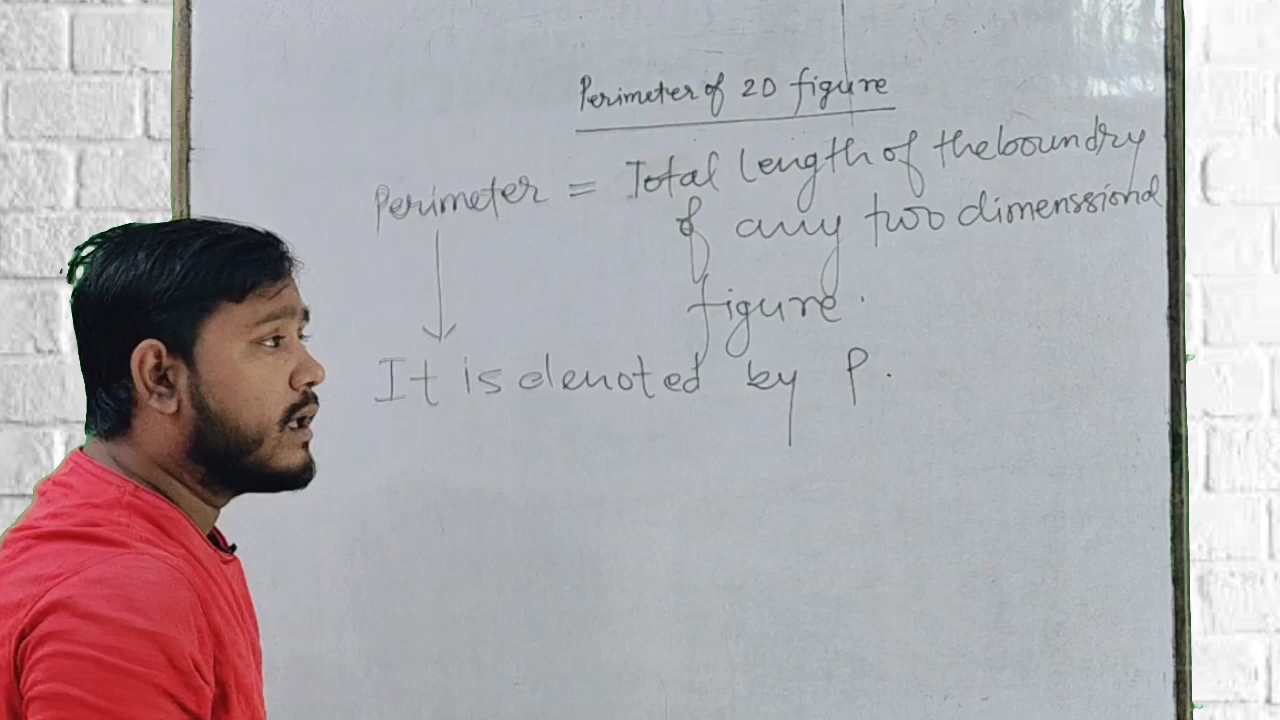 Perimeter of 2D figure
Perimeter = Total length of the boundry
of any two dimenssional
figure.
It is denoted by P.